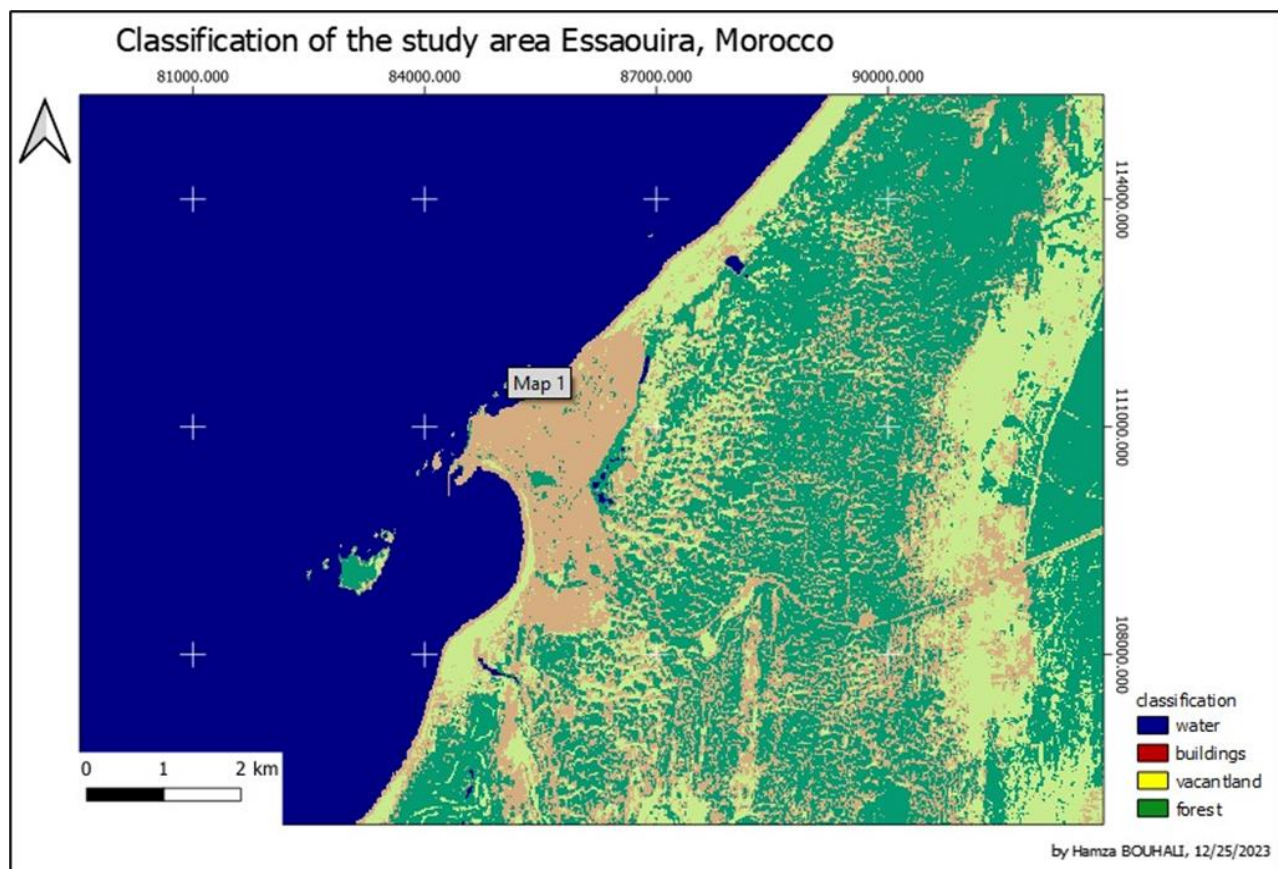 Classification of the study area Essaouira, Morocco
81000.000 84000.000 87000.000 90000.000
114000.000
Map 1
111000.000
108000.000
classification
water
buildings
vacantland
forest
0 1 2 km
by Hamza BOUHALI, 12/25/2023